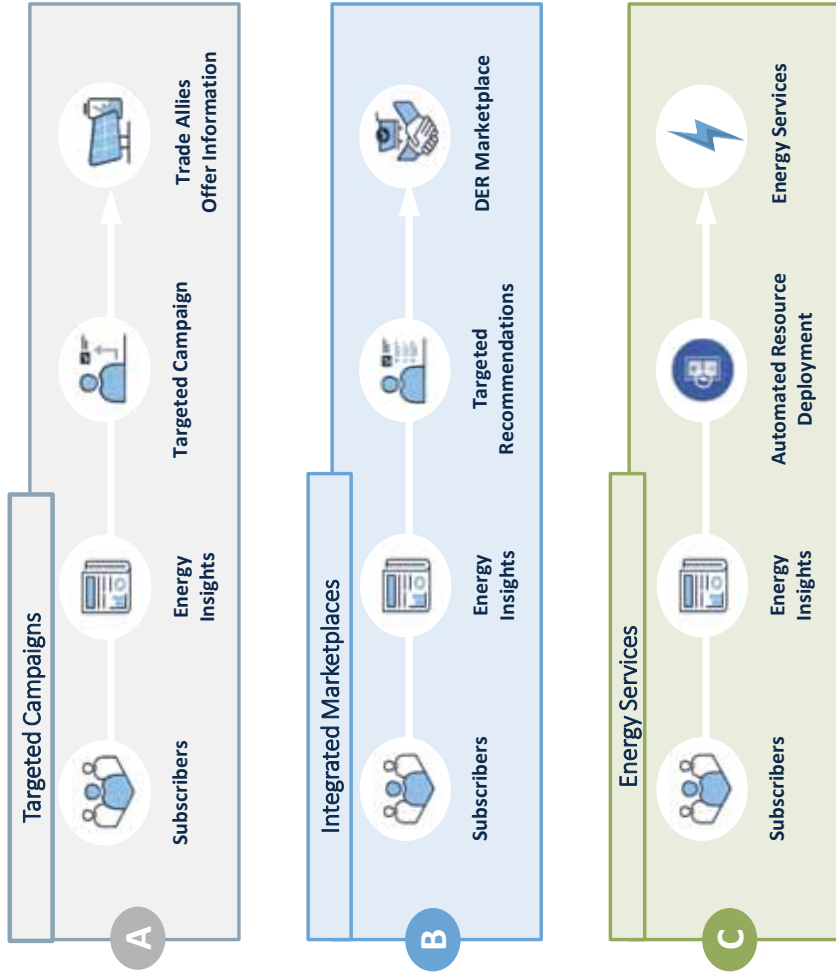 Targeted Campaigns
A
Subscribers
Energy
Insights
Targeted Campaign
Trade Allies
Offer Information
Integrated Marketplaces
B
Subscribers
Energy
Insights
Targeted
Recommendations
DER Marketplace
Energy Services
C
Subscribers
Energy
Insights
Automated Resource
Deployment
Energy Services